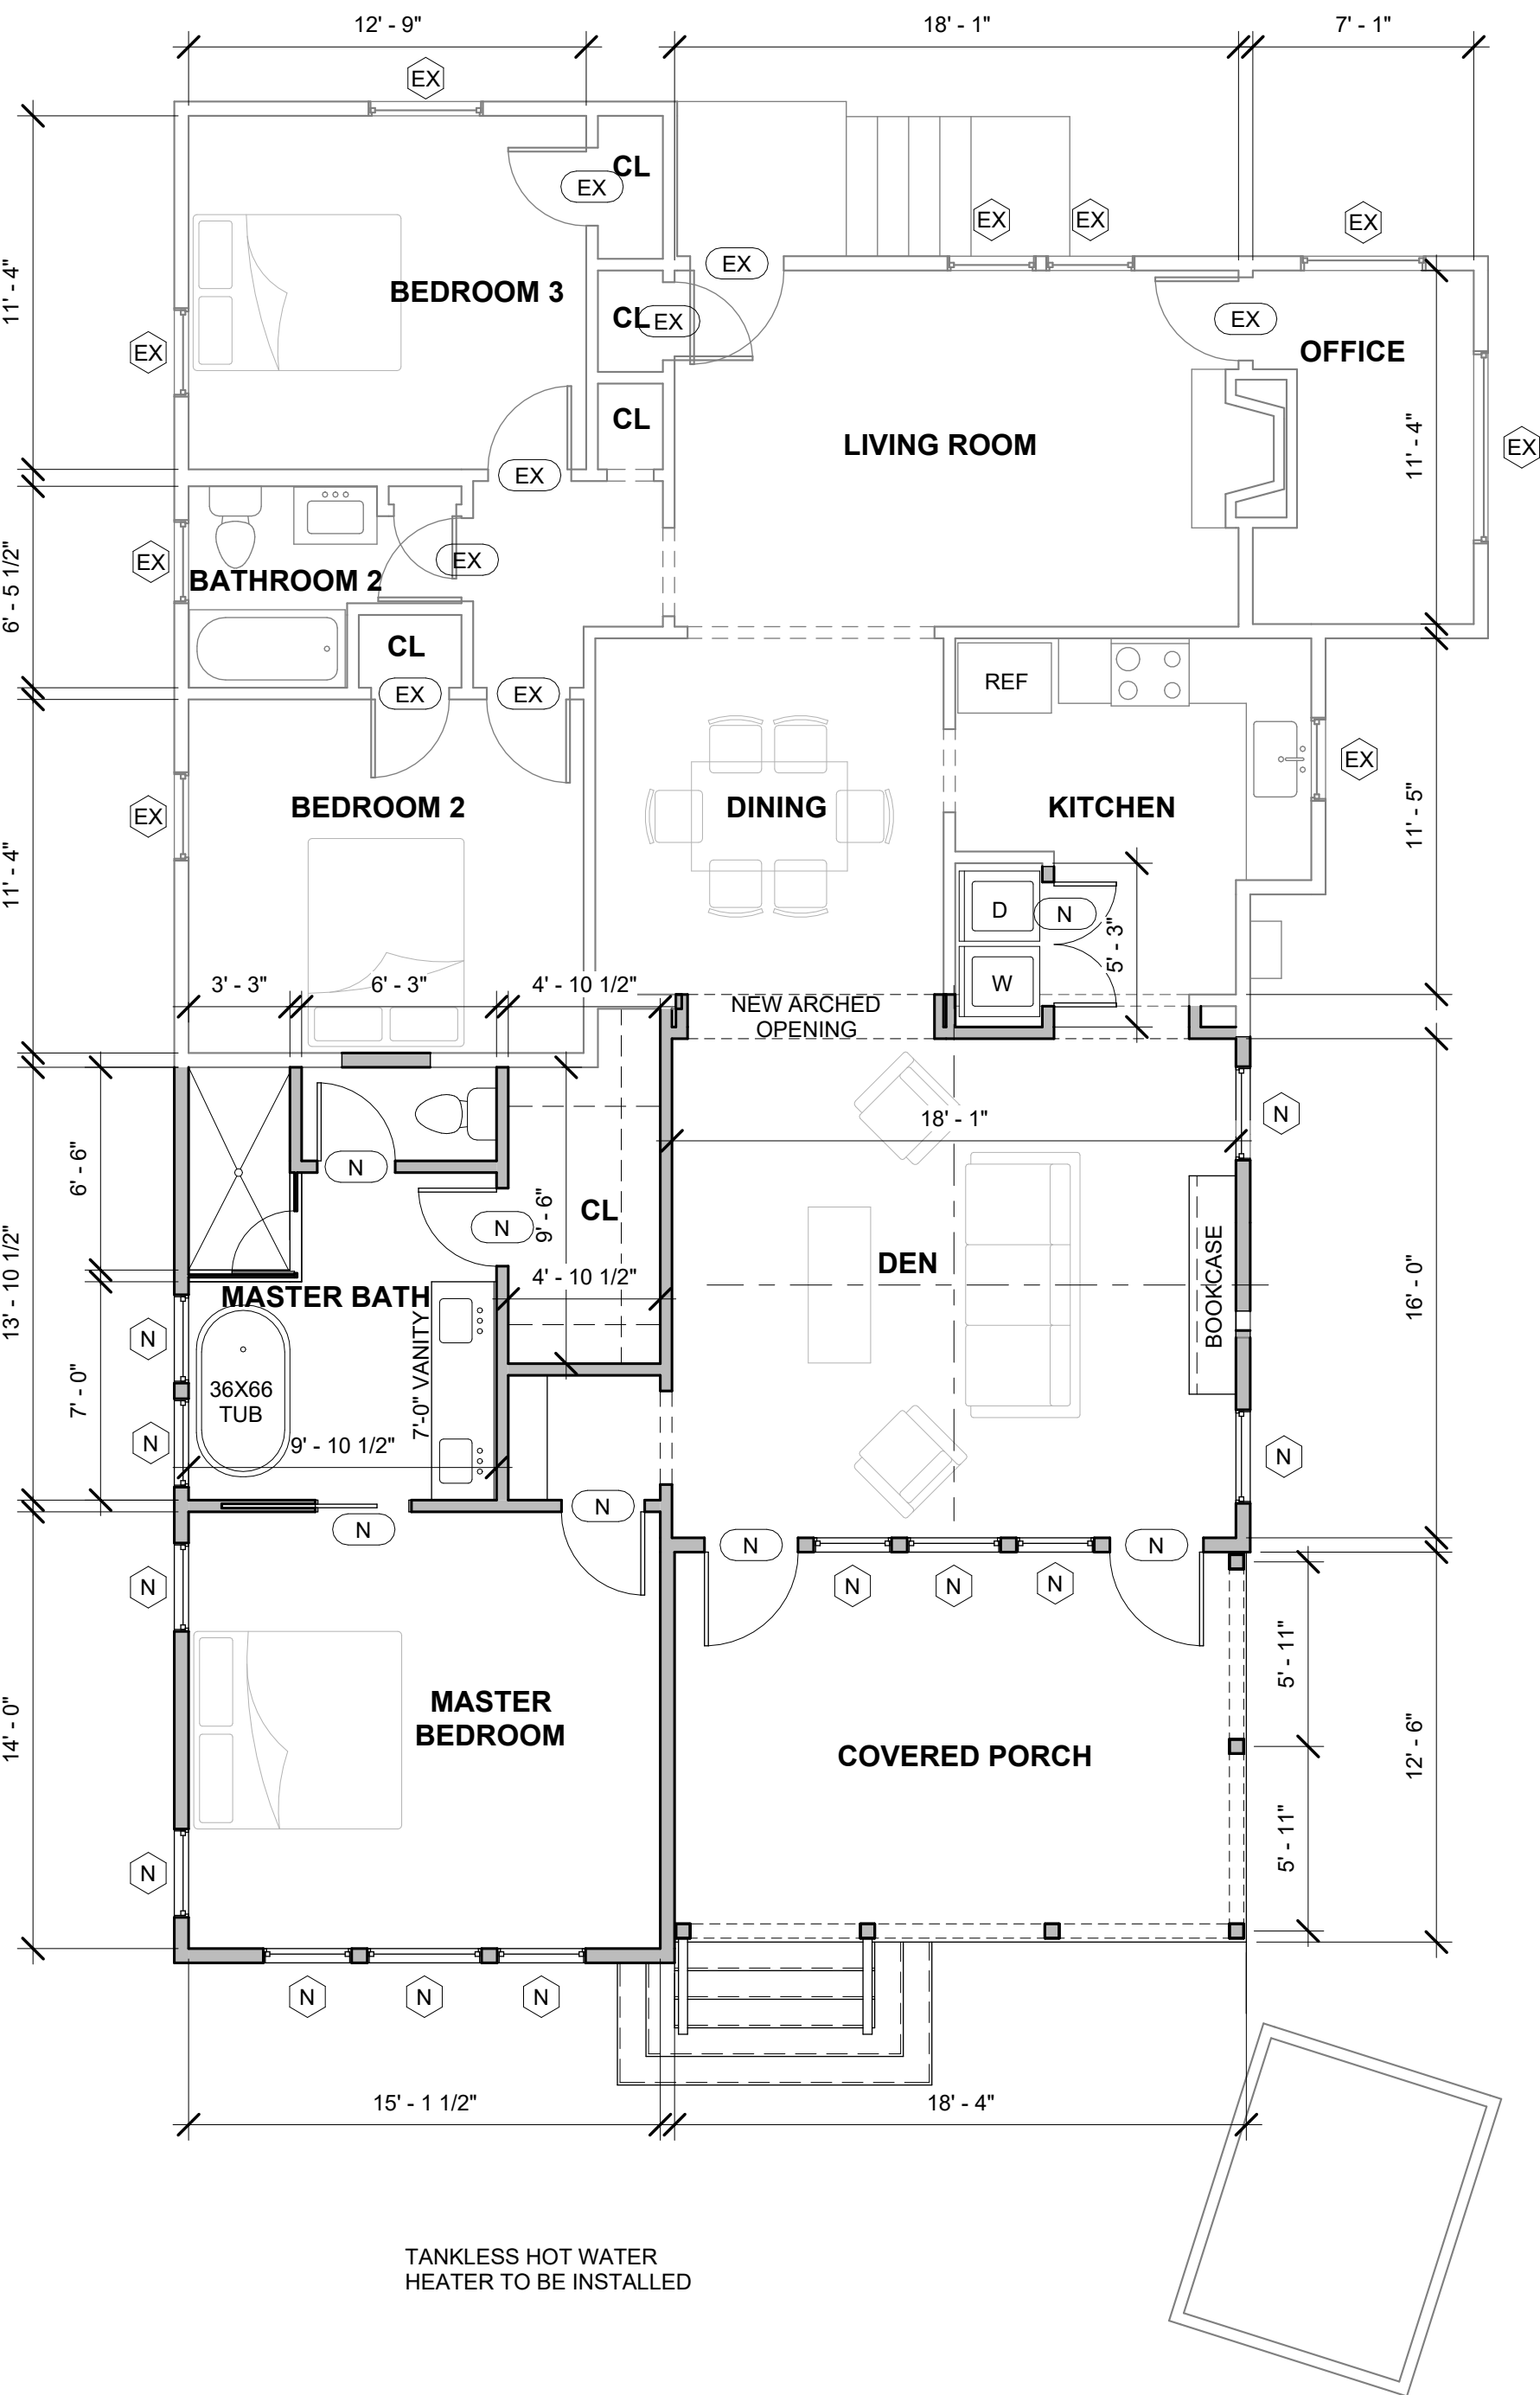 12' - 9"
18' - 1"
7' - 1"
EX
CL
EX
EX
EX
EX
EX
11' - 4"
BEDROOM 3
CL
EX
EX
OFFICE
EX
CL
LIVING ROOM
11' - 4"
EX
EX
6' - 5 1/2"
EX
EX
BATHROOM 2
CL
EX
EX
REF
11' - 4"
EX
BEDROOM 2
DINING
KITCHEN
EX
11' - 5"
D
N
5' - 3"
W
3' - 3"
6' - 3"
4' - 10 1/2"
NEW ARCHED
OPENING
N
18' - 1"
6' - 6"
N
N
9' - 6"
CL
DEN
BOOKCASE
13' - 10 1/2"
4' - 10 1/2"
MASTER BATH
16' - 0"
N
7' - 0"
36X66
TUB
7'-0" VANITY
N
9' - 10 1/2"
N
N
N
N
N
N
N
N
N
5' - 11"
14' - 0"
MASTER
BEDROOM
COVERED PORCH
12' - 6"
5' - 11"
N
N
N
N
15' - 1 1/2"
18' - 4"
TANKLESS HOT WATER
HEATER TO BE INSTALLED